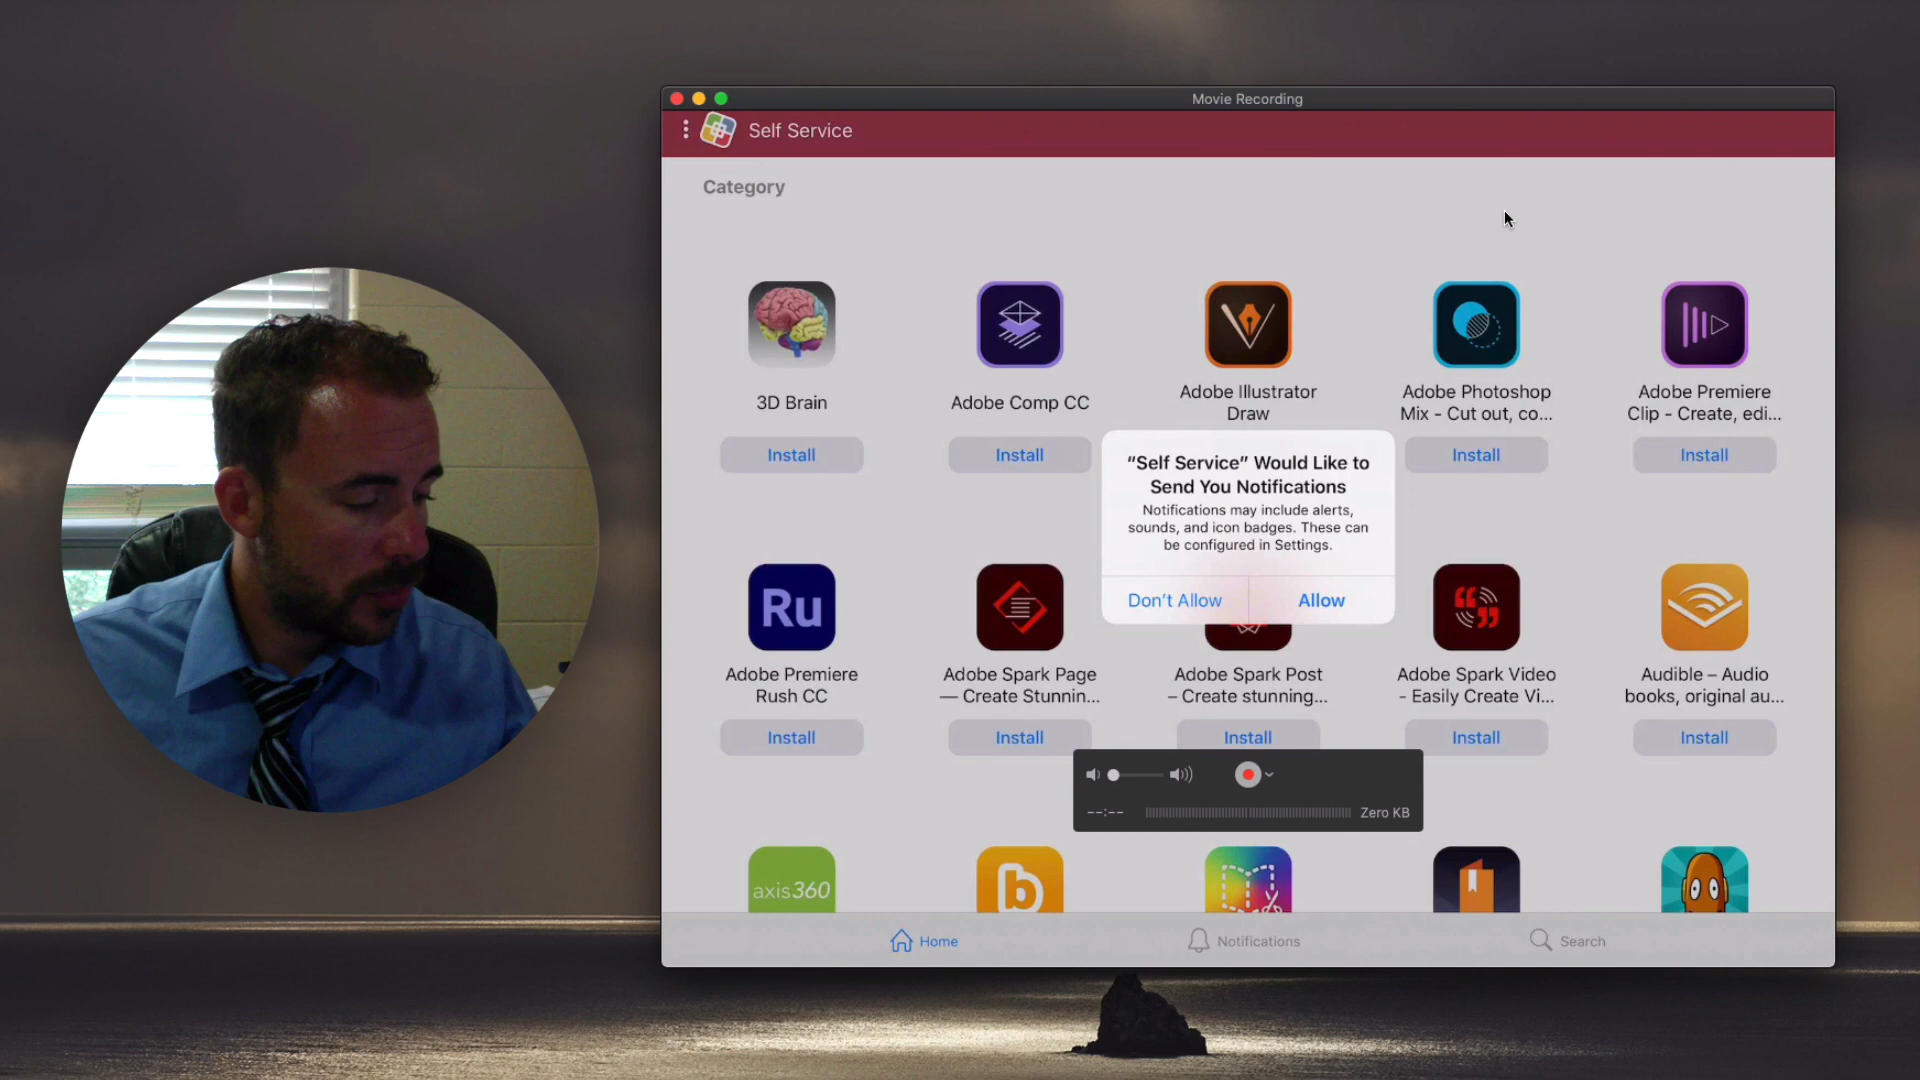 Movie Recording
Self Service
Category
3D Brain
Adobe Comp CC
Adobe Illustrator
Draw
Adobe Photoshop
Mix - Cut out, co...
Adobe Premiere
Clip - Create, edi...
Install
Install
Install
Install
“Self Service” Would Like to
Send You Notifications
Notifications may include alerts,
sounds, and icon badges. These can
be configured in Settings.
Don’t Allow
Allow
Ru
Adobe Premiere
Rush CC
Adobe Spark Page
— Create Stunnin...
Adobe Spark Post
– Create stunning...
Adobe Spark Video
- Easily Create Vi...
Audible – Audio
books, original au...
Install
Install
Install
Install
Install
--:--
Zero KB
axis360
b
Home
Notifications
Search